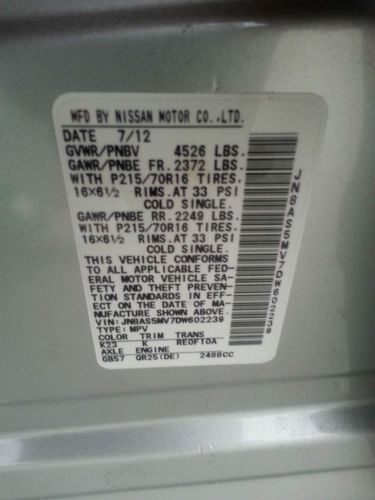 MFD BY NISSAN MOTOR CO.,LTD.
DATE 7/12
GVWR/PNBV 4526 LBS.
GAWR/PNBE FR. 2372 LBS.
WITH P215/70R16 TIRES.
16X6½ RIMS.AT 33 PSI
COLD SINGLE.
GAWR/PNBE RR. 2249 LBS.
WITH P215/70R16 TIRES.
16X6½ RIMS.AT 33 PSI
COLD SINGLE.
THIS VEHICLE CONFORMS
TO ALL APPLICABLE FED-
ERAL MOTOR VEHICLE SA-
FETY AND THEFT PREVEN-
TION STANDARDS IN EFF-
ECT ON THE DATE OF MA-
NUFACTURE SHOWN ABOVE.
VIN:JN8AS5MV7DW602239
TYPE: MPV
COLOR TRIM TRANS
K23 K RE0F10A
AXLE ENGINE
GB57 QR25(DE) 2488CC
JN8AS5MV7DW602239